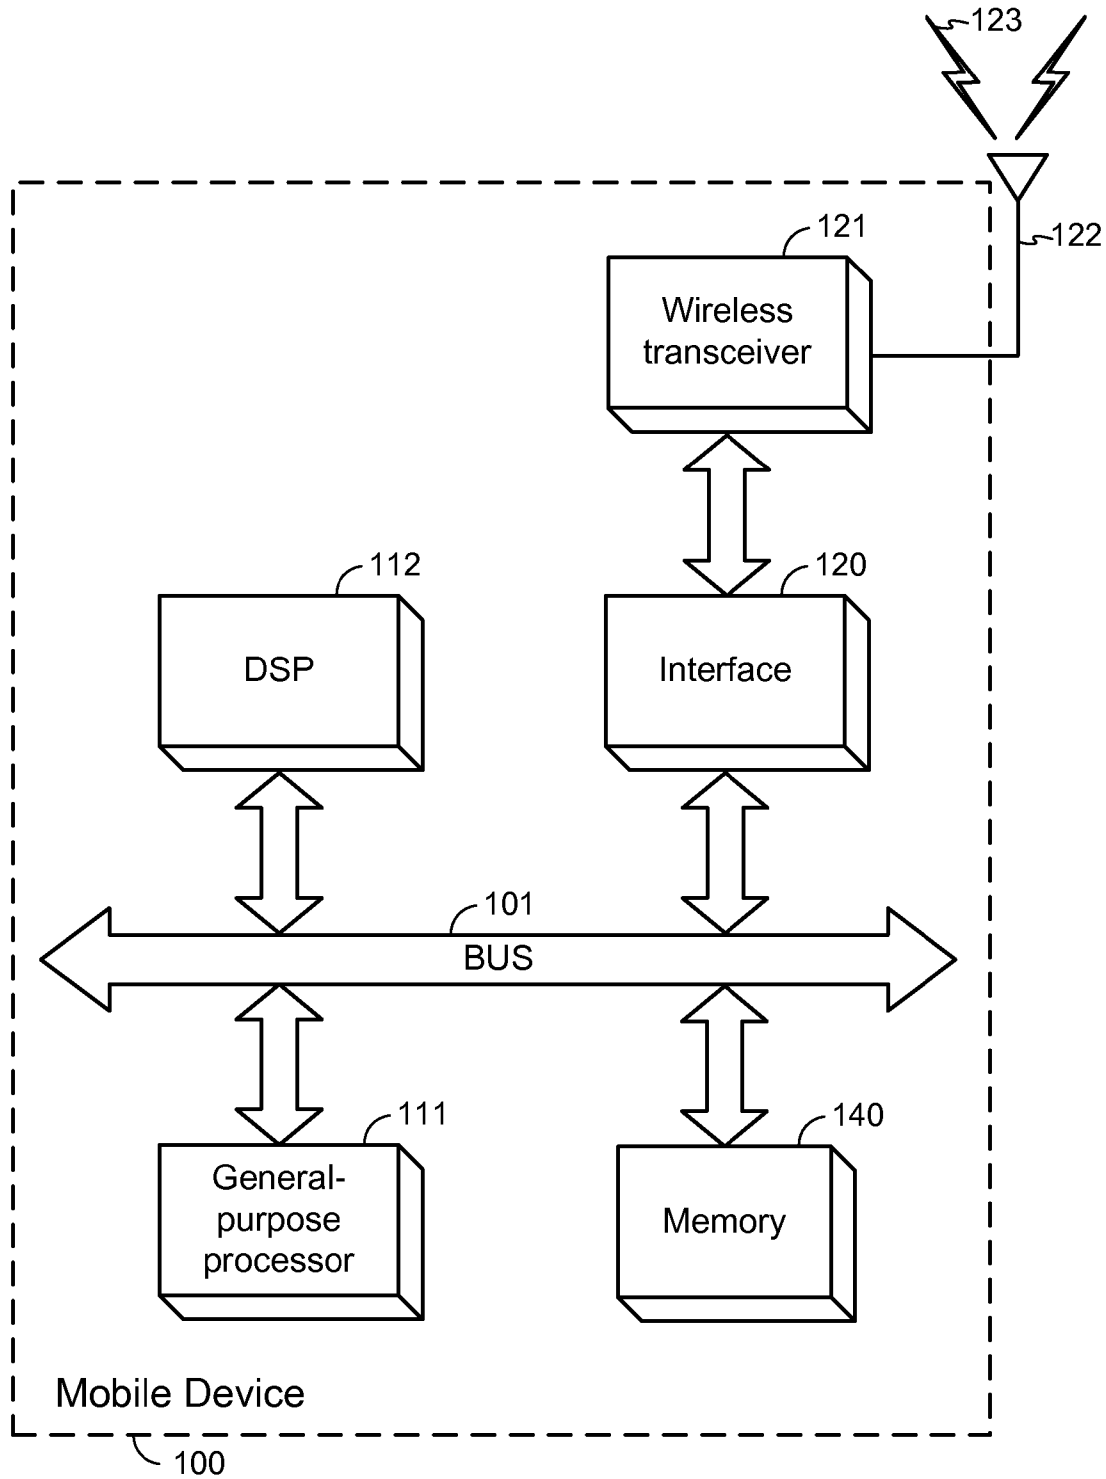 123
122
121
Wireless
transceiver
112
120
DSP
Interface
101
BUS
111
140
General-
purpose
processor
Memory
Mobile Device
100